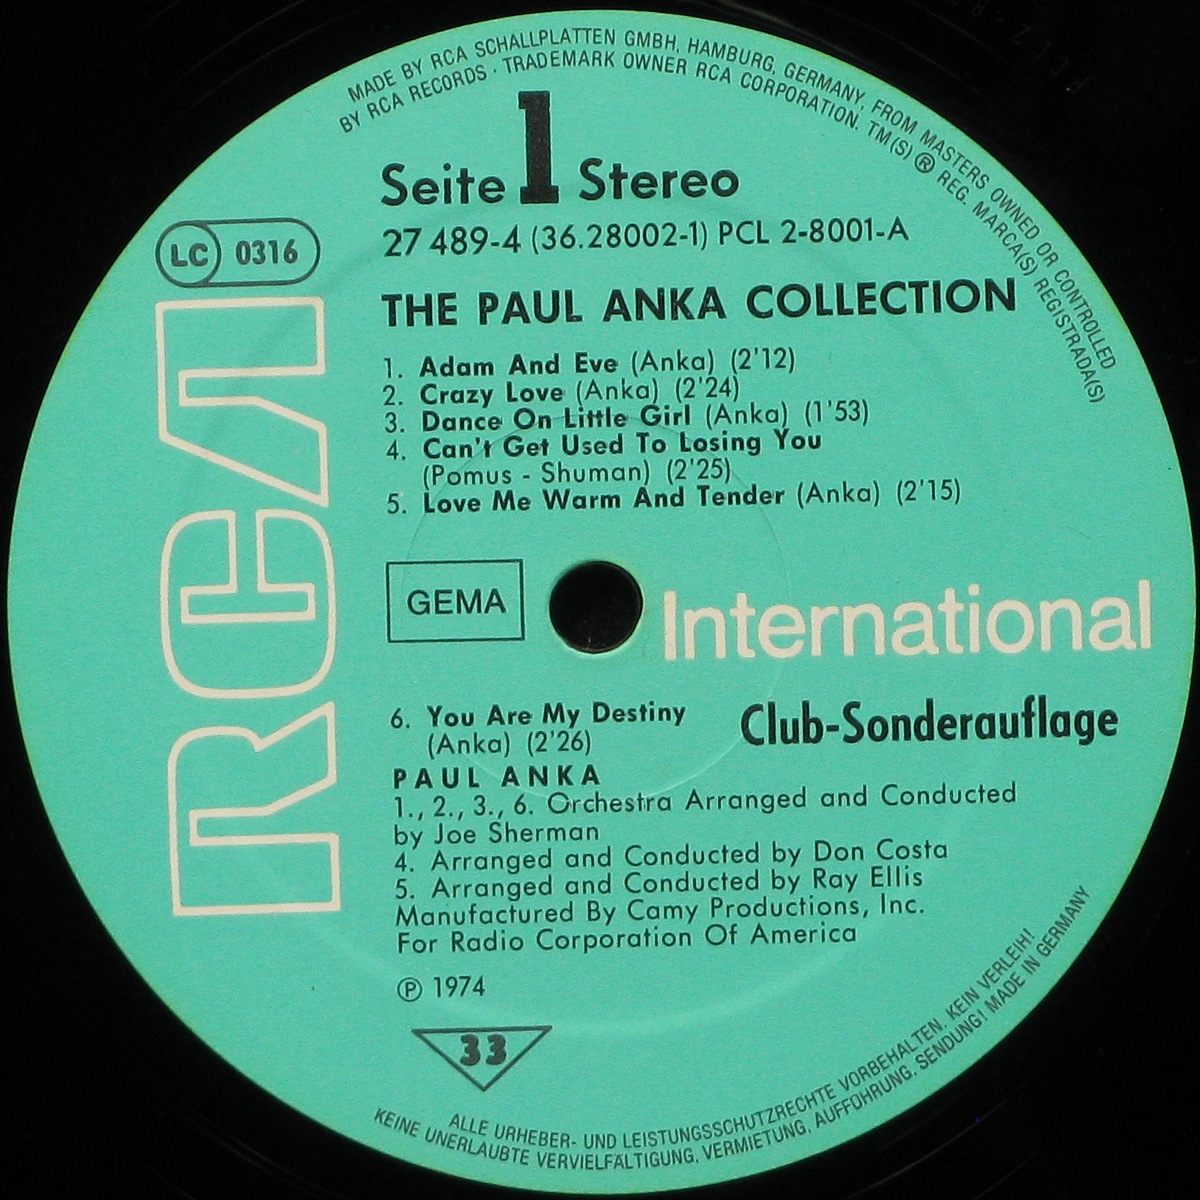 MADE BY RCA SCHALLPLATTEN GMBH, HAMBURG, GERMANY, FROM MASTERS OWNED OR CONTROLLED
BY RCA RECORDS · TRADEMARK OWNER RCA CORPORATION. TM(S) ® REG. MARCA(S) REGISTRADA(S)
Seite 1 Stereo
27 489-4 (36.28002-1) PCL 2-8001-A
LC 0316
RCA
THE PAUL ANKA COLLECTION
1. Adam And Eve (Anka) (2'12)
2. Crazy Love (Anka) (2'24)
3. Dance On Little Girl (Anka) (1'53)
4. Can't Get Used To Losing You
(Pomus - Shuman) (2'25)
5. Love Me Warm And Tender (Anka) (2'15)
GEMA
International
6. You Are My Destiny
(Anka) (2'26)
Club-Sonderauflage
PAUL ANKA
1., 2., 3., 6. Orchestra Arranged and Conducted
by Joe Sherman
4. Arranged and Conducted by Don Costa
5. Arranged and Conducted by Ray Ellis
Manufactured By Camy Productions, Inc.
For Radio Corporation Of America
℗ 1974
33
ALLE URHEBER- UND LEISTUNGSSCHUTZRECHTE VORBEHALTEN. KEIN VERLEIH!
KEINE UNERLAUBTE VERVIELFÄLTIGUNG, VERMIETUNG, AUFFÜHRUNG, SENDUNG! MADE IN GERMANY